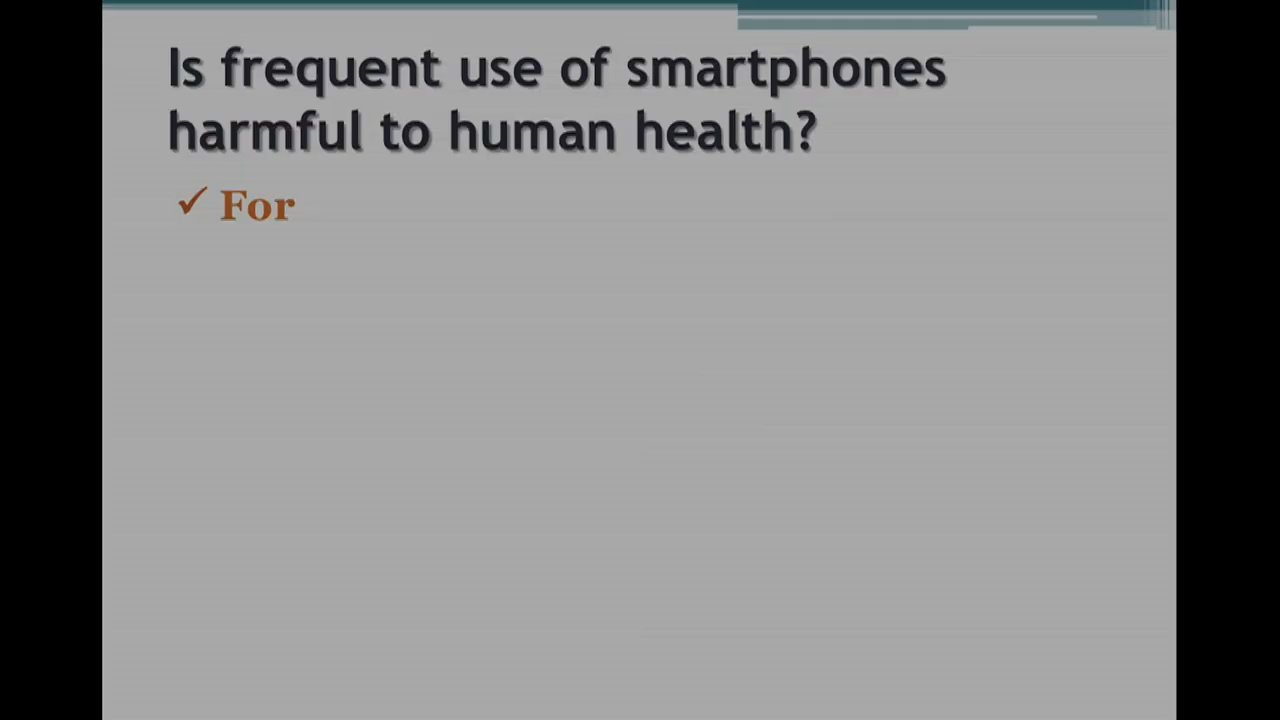 Is frequent use of smartphones
harmful to human health?
✓ For